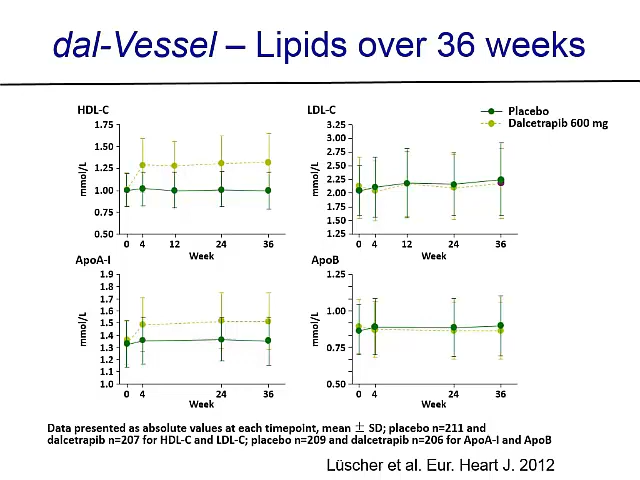 dal-Vessel – Lipids over 36 weeks
HDL-C
1.75
1.50
1.25
1.00
0.75
0.50
mmol/L
0 4 12 24 36
Week
LDL-C
3.25
3.00
2.75
2.50
2.25
2.00
1.75
1.50
1.25
mmol/L
0 4 12 24 36
Week
Placebo
Dalcetrapib 600 mg
ApoA-I
1.9
1.8
1.7
1.6
1.5
1.4
1.3
1.2
1.1
1.0
mmol/L
0 4 12 24 36
Week
ApoB
1.25
1.00
0.75
0.50
mmol/L
0 4 12 24 36
Week
Data presented as absolute values at each timepoint, mean ± SD; placebo n=211 and
dalcetrapib n=207 for HDL-C and LDL-C; placebo n=209 and dalcetrapib n=206 for ApoA-I and ApoB
Lüscher et al. Eur. Heart J. 2012